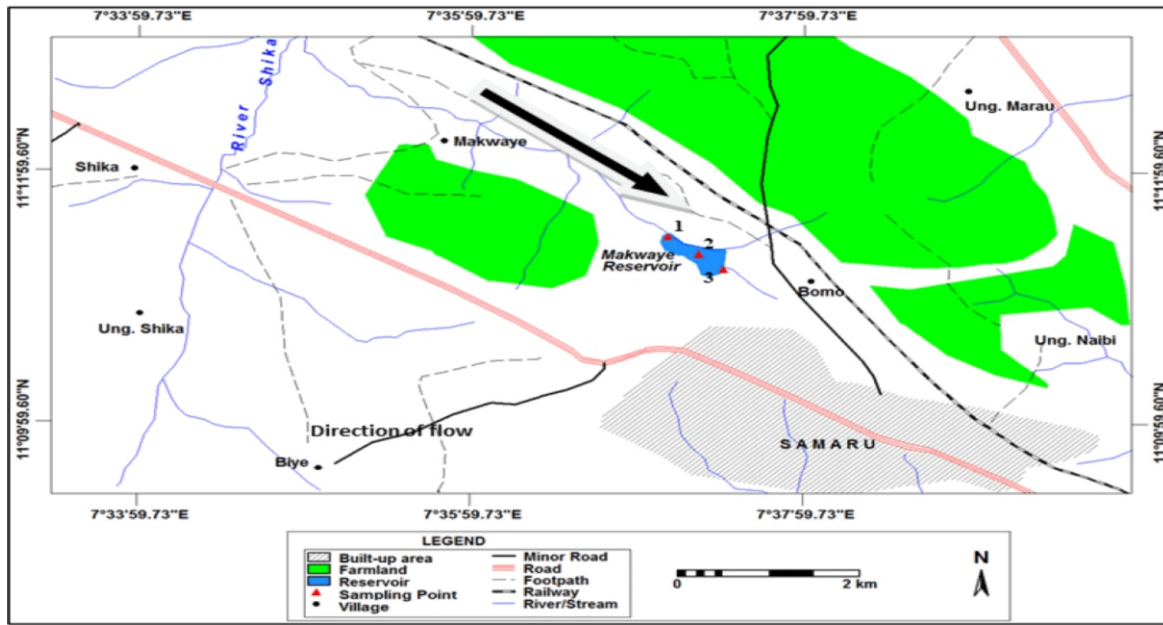 7°33'59.73"E
7°35'59.73"E
7°37'59.73"E
River Shika
Ung. Marau
Makwaye
11°11'59.60"N
Shika
11°11'59.60"N
1
2
Makwaye
Reservoir
3
Bomo
Ung. Shika
Ung. Naibi
11°09'59.60"N
Direction of flow
SAMARU
11°09'59.60"N
Biye
7°33'59.73"E
7°35'59.73"E
7°37'59.73"E
LEGEND
Built-up area
Farmland
Reservoir
Sampling Point
Village
Minor Road
Road
Footpath
Railway
River/Stream
0
2 km
N